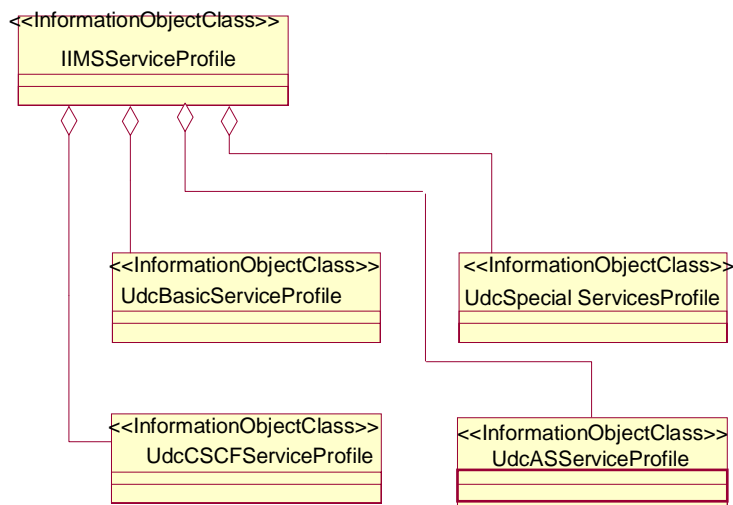 <<InformationObjectClass>>
IIMSServiceProfile
<<InformationObjectClass>>
UdcBasicServiceProfile
<<InformationObjectClass>>
UdcSpecial ServicesProfile
<<InformationObjectClass>>
UdcCSCFServiceProfile
<<InformationObjectClass>>
UdcASServiceProfile